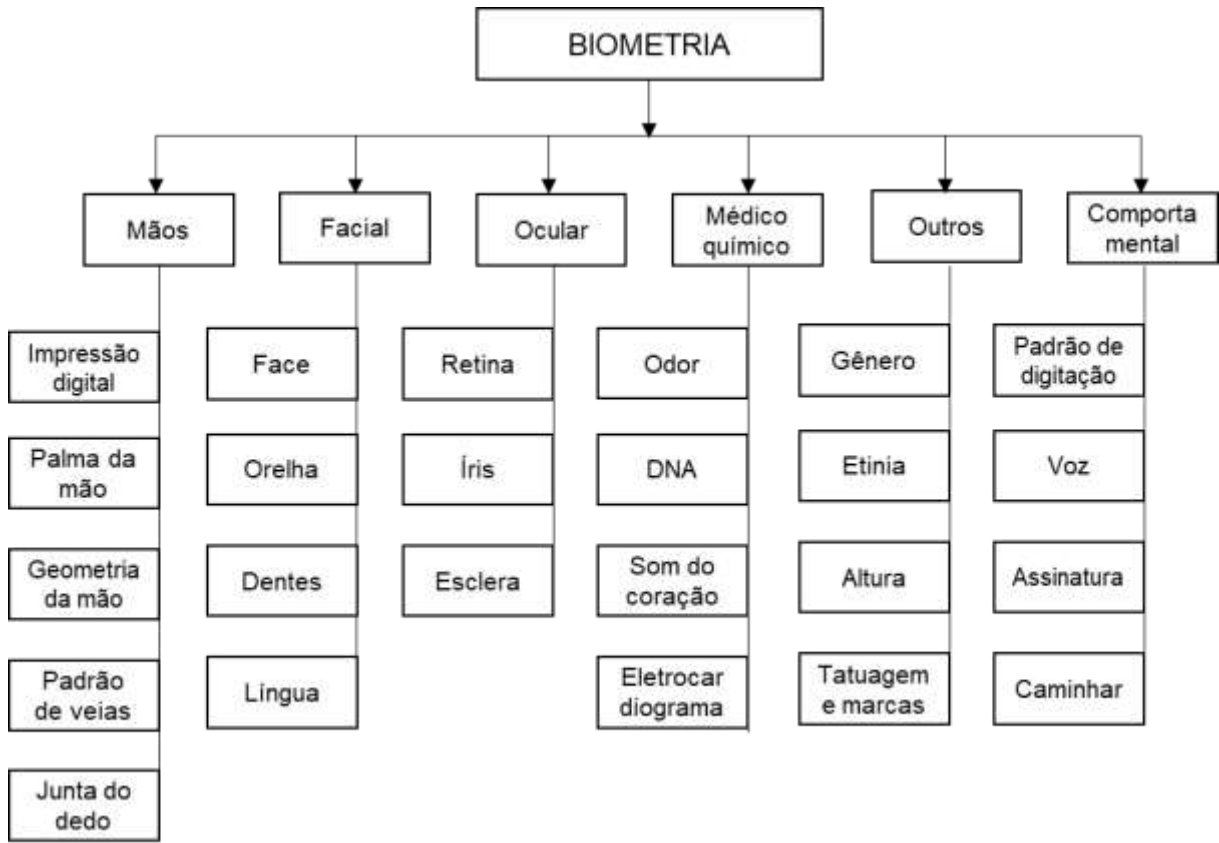 BIOMETRIA
Mãos
Facial
Ocular
Médico
químico
Outros
Comporta
mental
Impressão
digital
Face
Retina
Odor
Gênero
Padrão de
digitação
Palma da
mão
Orelha
Íris
DNA
Etinia
Voz
Geometria
da mão
Dentes
Esclera
Som do
coração
Altura
Assinatura
Padrão
de veias
Língua
Eletrocar
diograma
Tatuagem
e marcas
Caminhar
Junta do
dedo